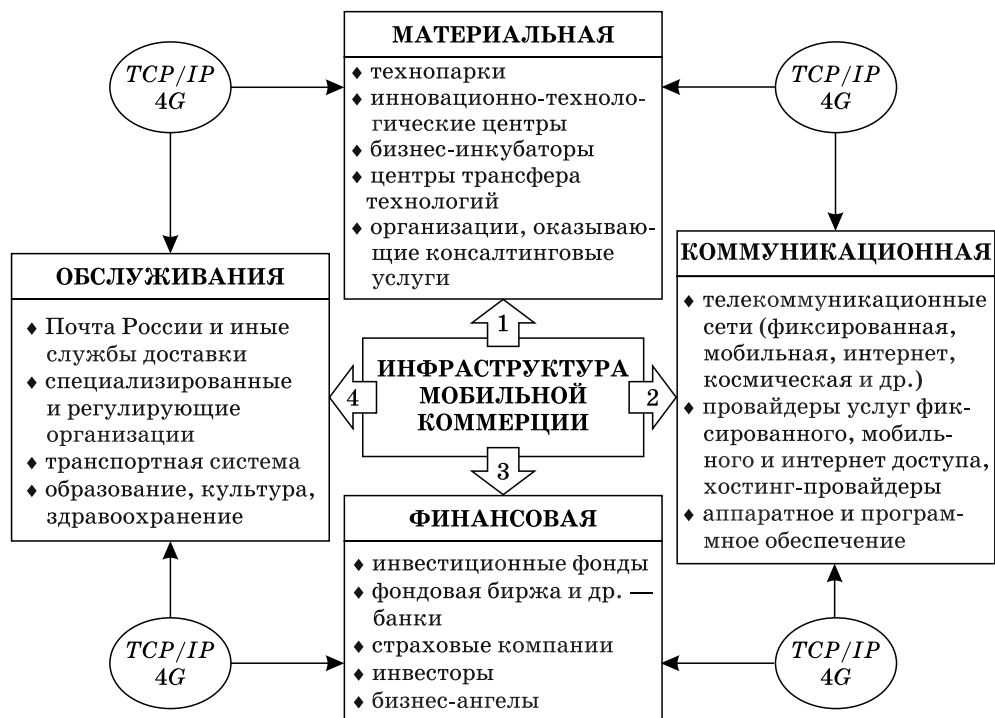 МАТЕРИАЛЬНАЯ
♦ технопарки
♦ инновационно-техноло-
гические центры
♦ бизнес-инкубаторы
♦ центры трансфера
технологий
♦ организации, оказываю-
щие консалтинговые
услуги
TCP/IP
4G
TCP/IP
4G
ОБСЛУЖИВАНИЯ
♦ Почта России и иные
службы доставки
♦ специализированные
и регулирующие
организации
♦ транспортная система
♦ образование, культура,
здравоохранение
1
4
ИНФРАСТРУКТУРА
МОБИЛЬНОЙ
КОММЕРЦИИ
2
3
КОММУНИКАЦИОННАЯ
♦ телекоммуникационные
сети (фиксированная,
мобильная, интернет,
космическая и др.)
♦ провайдеры услуг фик-
сированного, мобиль-
ного и интернет доступа,
хостинг-провайдеры
♦ аппаратное и програм-
мное обеспечение
ФИНАНСОВАЯ
♦ инвестиционные фонды
♦ фондовая биржа и др. —
банки
♦ страховые компании
♦ инвесторы
♦ бизнес-ангелы
TCP/IP
4G
TCP/IP
4G